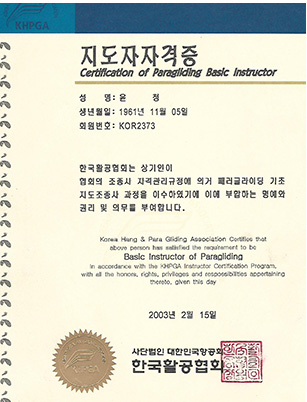 KHPGA
지도자자격증
Certification of Paragliding Basic Instructor
성 명: 윤 정
생년월일: 1961년 11월 05일
회원번호: KOR2373
한국활공협회는 상기인이
협회의 조종사 자격관리규정에 의거 패러글라이딩 기초
지도조종사 과정을 이수하였기에 이에 부합하는 명예와
권리 및 의무를 부여합니다.
Korea Hang & Para Gliding Association Certifies that
above person has satisfied the requirement to be
Basic Instructor of Paragliding
in accordance with the KHPGA Instructor Certification Program,
with all the honors, rights, privileges and responsibilities appertaining
thereto, given this day
2003년 2월 15일
사단법인 대한민국항공회
한국활공협회